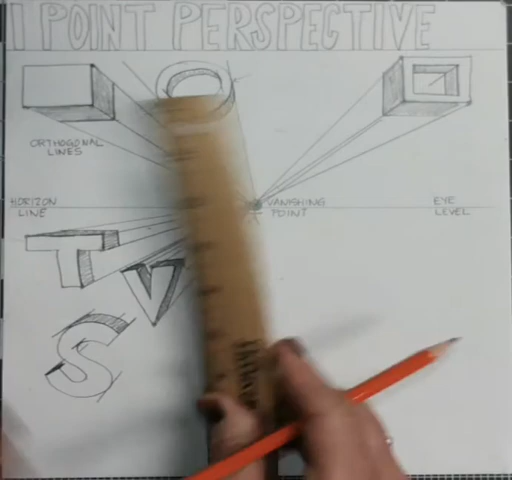 1 POINT PERSPECTIVE
ORTHOGONAL
LINES
HORIZON
LINE
VANISHING
POINT
EYE
LEVEL
T
V
S